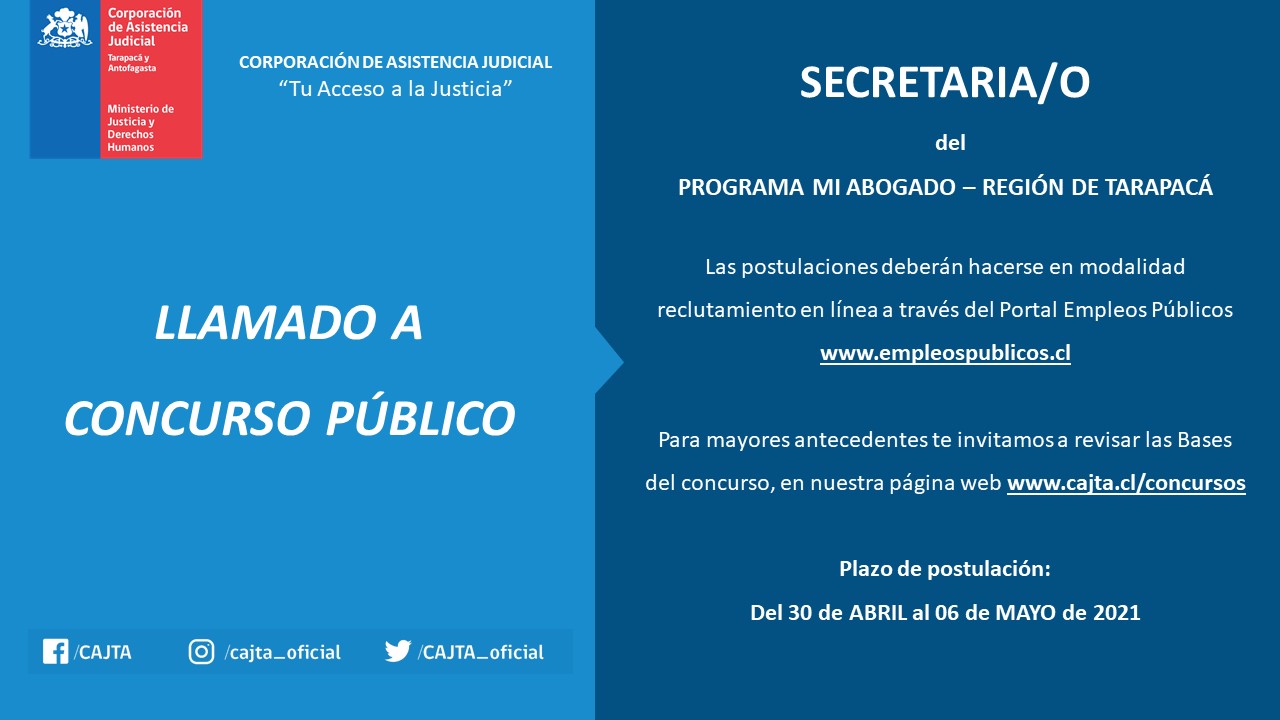 Corporación
de Asistencia
Judicial
Tarapacá y
Antofagasta
Ministerio de
Justicia y
Derechos
Humanos
CORPORACIÓN DE ASISTENCIA JUDICIAL
“Tu Acceso a la Justicia”
LLAMADO A
CONCURSO PÚBLICO
/CAJTA
/cajta_oficial
/CAJTA_oficial
SECRETARIA/O
del
PROGRAMA MI ABOGADO – REGIÓN DE TARAPACÁ
Las postulaciones deberán hacerse en modalidad
reclutamiento en línea a través del Portal Empleos Públicos
www.empleospublicos.cl
Para mayores antecedentes te invitamos a revisar las Bases
del concurso, en nuestra página web www.cajta.cl/concursos
Plazo de postulación:
Del 30 de ABRIL al 06 de MAYO de 2021